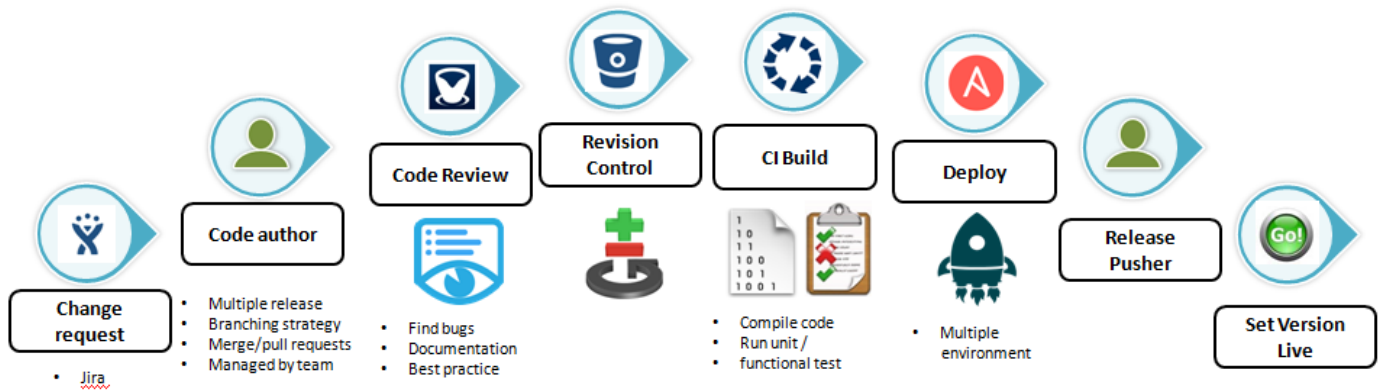 Change
request
• Jira
Code author
• Multiple release
• Branching strategy
• Merge/pull requests
• Managed by team
Code Review
• Find bugs
• Documentation
• Best practice
Revision
Control
CI Build
1
1 0
1 1
1 0 0
1 0 1
1 0 0 1
• Compile code
• Run unit /
• functional test
Deploy
• Multiple
environment
Release
Pusher
Go!
Set Version
Live